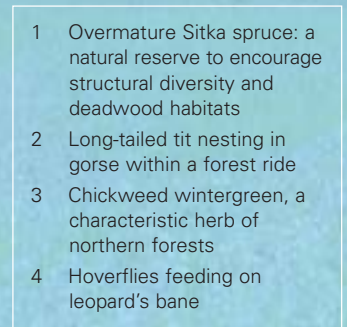 1 Overmature Sitka spruce: a
natural reserve to encourage
structural diversity and
deadwood habitats
2 Long-tailed tit nesting in
gorse within a forest ride
3 Chickweed wintergreen, a
characteristic herb of
northern forests
4 Hoverflies feeding on
leopard’s bane